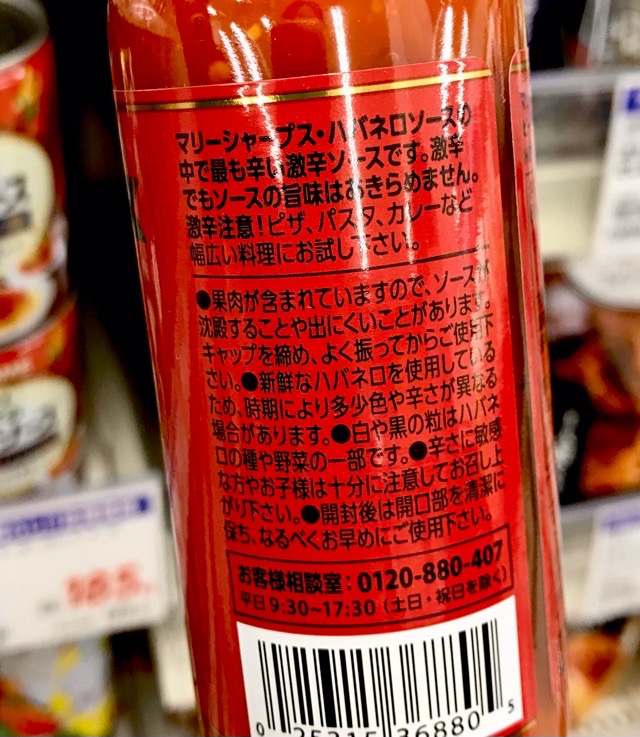 マリーシャープス・ハバネロソースの
中で最も辛い激辛ソースです。激辛
でもソースの旨味はあきらめません。
激辛注意!ピザ、パスタ、カレーなど
幅広い料理にお試し下さい。
●果肉が含まれていますので、ソースが
沈殿することや出にくいことがあります。
キャップを締め、よく振ってからご使用下
さい。●新鮮なハバネロを使用している
ため、時期により多少色や辛さが異なる
場合があります。●白や黒の粒はハバネ
ロの種や野菜の一部です。●辛さに敏感
な方やお子様は十分に注意してお召し上
がり下さい。●開封後は開口部を清潔に
保ち、なるべくお早めにご使用下さい。
お客様相談室:0120-880-407
平日9:30~17:30(土日・祝日を除く)
0 25215 36880 5
185